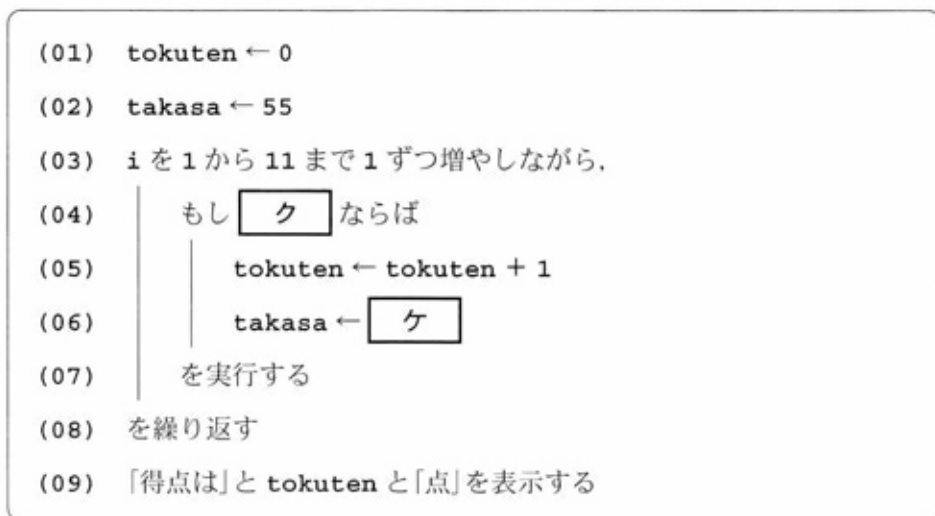 (01) tokuten ← 0
(02) takasa ← 55
(03) i を 1 から 11 まで 1 ずつ増やしながら,
(04) もし ク ならば
(05) tokuten ← tokuten + 1
(06) takasa ← ケ
(07) を実行する
(08) を繰り返す
(09) 「得点は」と tokuten と「点」を表示する